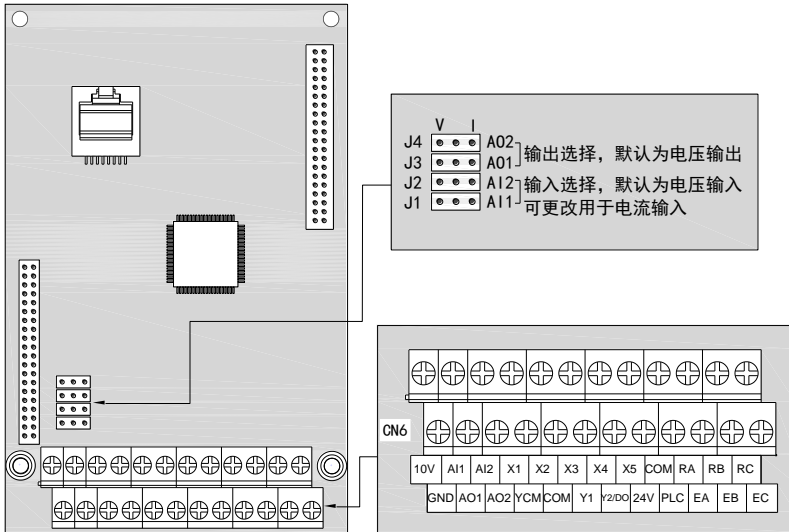 V I
J4 AO2
J3 AO1
输出选择，默认为电压输出
J2 AI2
J1 AI1
输入选择，默认为电压输入
可更改用于电流输入
CN6
10V AI1 AI2 X1 X2 X3 X4 X5 COM RA RB RC
GND AO1 AO2 YCM COM Y1 Y2/DO 24V PLC EA EB EC